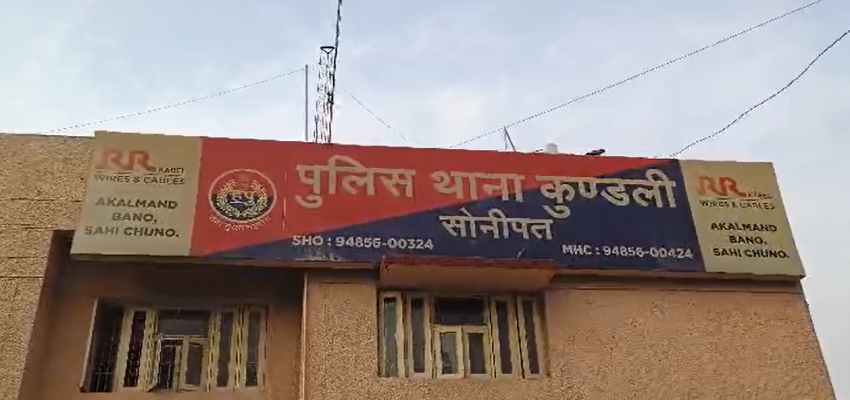 RR KABEL
WIRES & CABLES
AKALMAND
BANO,
SAHI CHUNO.
पुलिस थाना कुण्डली
सोनीपत
SHO : 94856-00324
MHC : 94856-00424
RR KABEL
WIRES & CABLES
AKALMAND
BANO,
SAHI CHUNO.